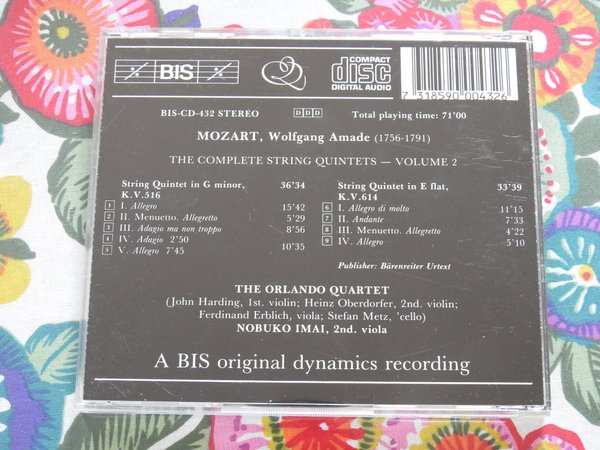 BIS
COMPACT
disc
DIGITAL AUDIO
7 318590 004326
BIS-CD-432 STEREO DDD Total playing time: 71'00
MOZART, Wolfgang Amade (1756-1791)
THE COMPLETE STRING QUINTETS — VOLUME 2
String Quintet in G minor, 36'34
K.V.516
1 I. Allegro 15'42
2 II. Menuetto. Allegretto 5'29
3 III. Adagio ma non troppo 8'56
4 IV. Adagio 2'50
10'35
5 V. Allegro 7'45
String Quintet in E flat, 33'39
K.V.614
6 I. Allegro di molto 11'15
7 II. Andante 7'33
8 III. Menuetto. Allegretto 4'22
9 IV. Allegro 5'10
Publisher: Bärenreiter Urtext
THE ORLANDO QUARTET
(John Harding, 1st. violin; Heinz Oberdorfer, 2nd. violin;
Ferdinand Erblich, viola; Stefan Metz, 'cello)
NOBUKO IMAI, 2nd. viola
A BIS original dynamics recording